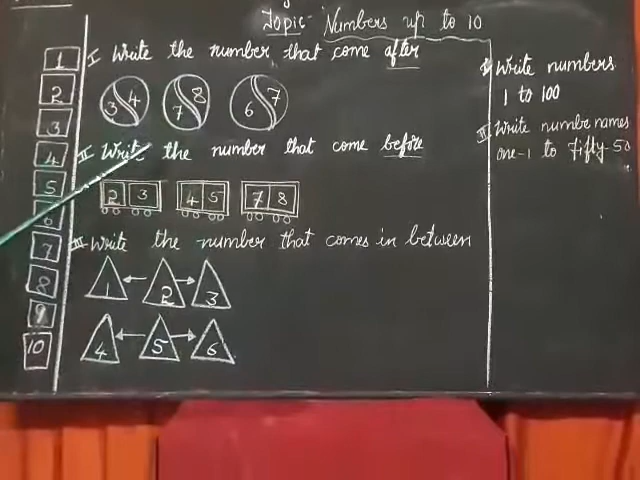 Topic- Numbers up to 10
1
2
3
4
5
6
7
8
9
10
I Write the number that come after
3 4 7 8 6 7
II Write the number that come before
2 3 4 5 7 8
III Write the number that comes in between
1 2 3
4 5 6
I Write numbers
1 to 100
II Write numbe names
one-1 to Fifty-50